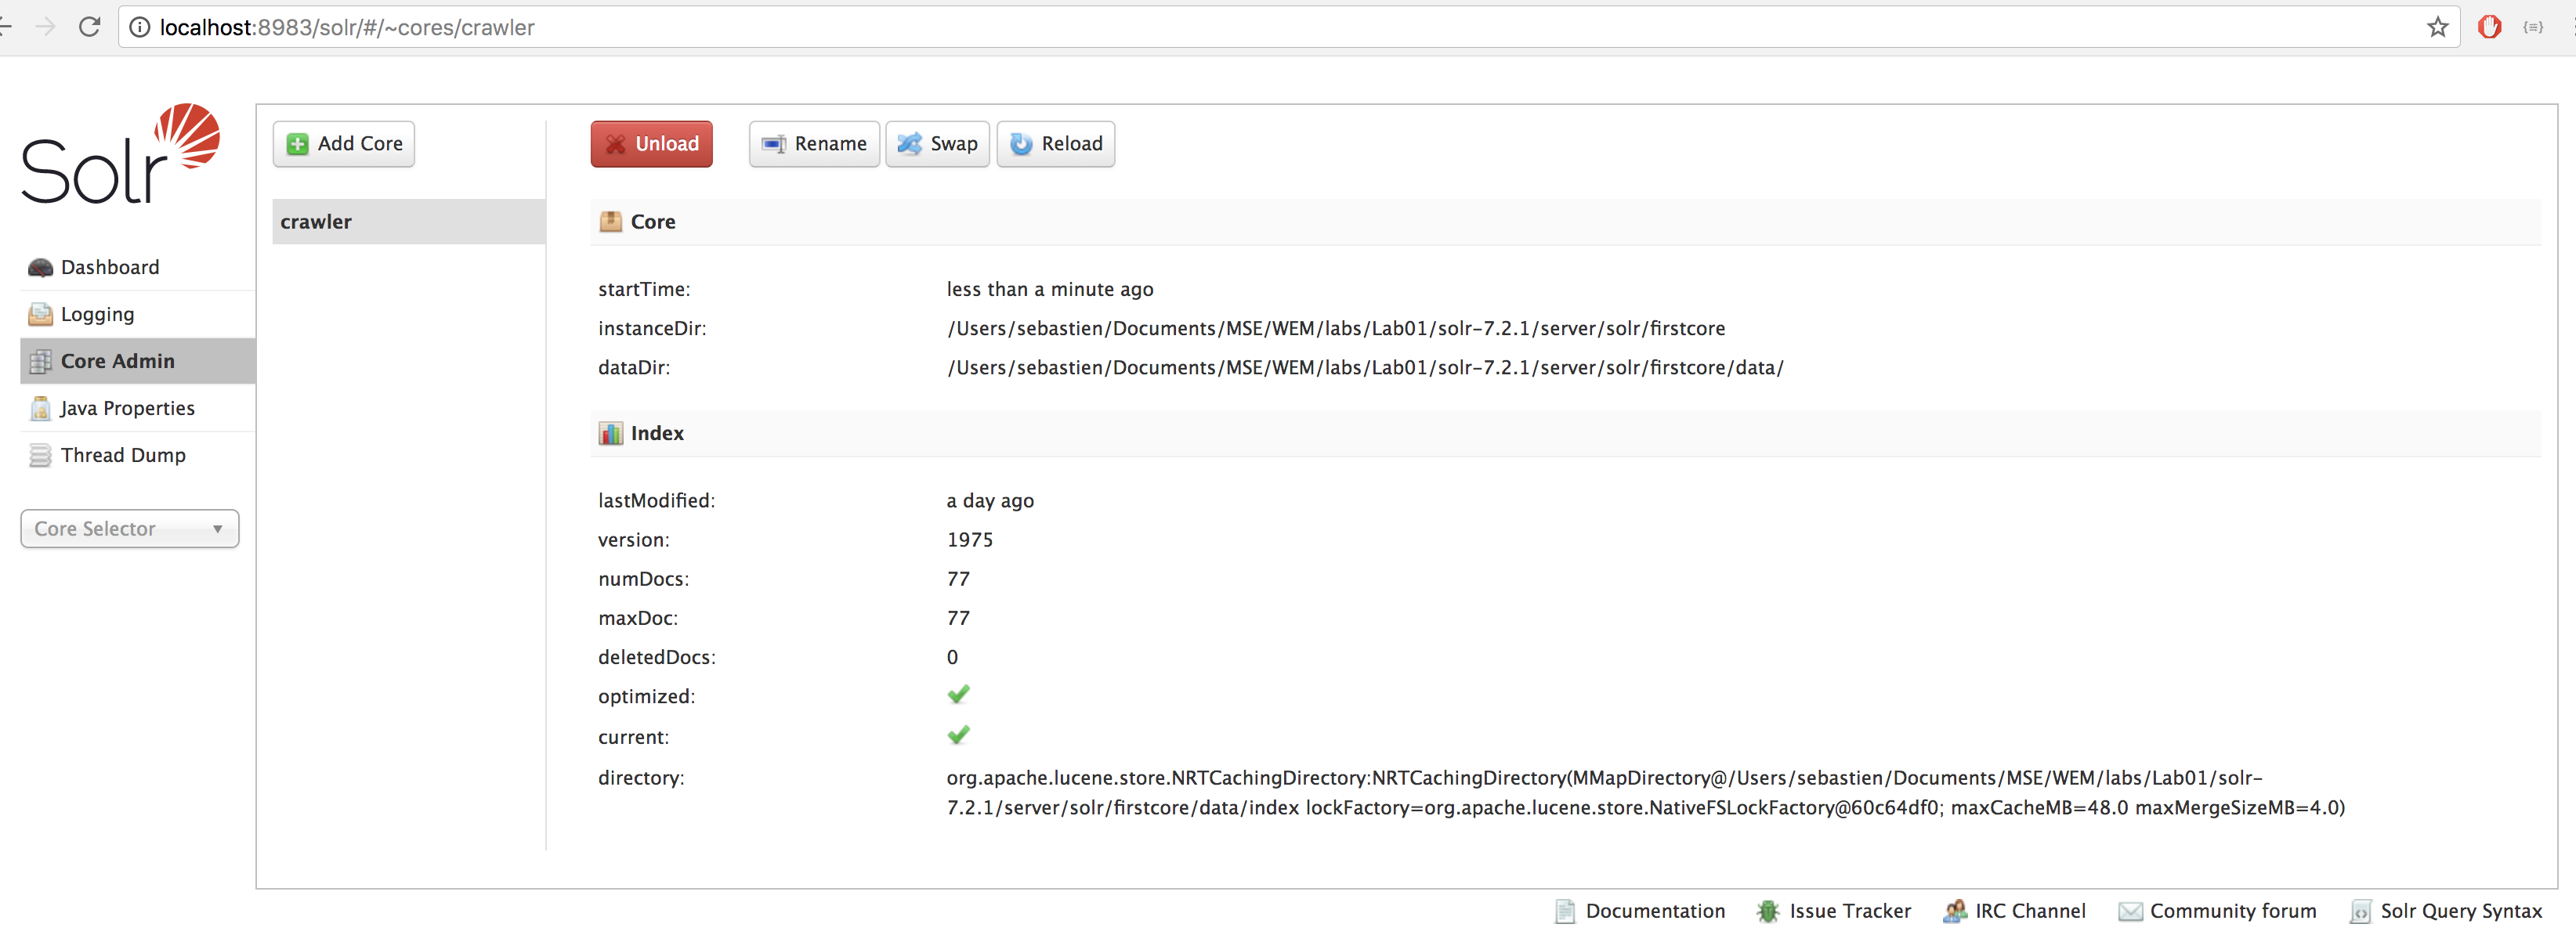 localhost:8983/solr/#/~cores/crawler
Solr
Dashboard
Logging
Core Admin
Java Properties
Thread Dump
Core Selector
Add Core
crawler
Unload
Rename
Swap
Reload
Core
startTime: less than a minute ago
instanceDir: /Users/sebastien/Documents/MSE/WEM/labs/Lab01/solr-7.2.1/server/solr/firstcore
dataDir: /Users/sebastien/Documents/MSE/WEM/labs/Lab01/solr-7.2.1/server/solr/firstcore/data/
Index
lastModified: a day ago
version: 1975
numDocs: 77
maxDoc: 77
deletedDocs: 0
optimized:
current:
directory: org.apache.lucene.store.NRTCachingDirectory:NRTCachingDirectory(MMapDirectory@/Users/sebastien/Documents/MSE/WEM/labs/Lab01/solr-
7.2.1/server/solr/firstcore/data/index lockFactory=org.apache.lucene.store.NativeFSLockFactory@60c64df0; maxCacheMB=48.0 maxMergeSizeMB=4.0)
Documentation
Issue Tracker
IRC Channel
Community forum
Solr Query Syntax